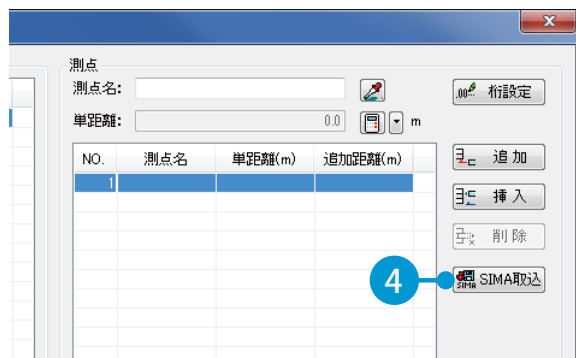 測点
測点名:
.00 桁設定
単距離: 0.0 m
NO. 測点名 単距離(m) 追加距離(m)
1
追 加
挿 入
削 除
4
SIMA SIMA取込